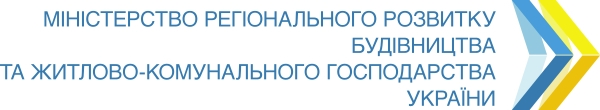 МІНІСТЕРСТВО РЕГІОНАЛЬНОГО РОЗВИТКУ
БУДІВНИЦТВА
ТА ЖИТЛОВО-КОМУНАЛЬНОГО ГОСПОДАРСТВА
УКРАЇНИ